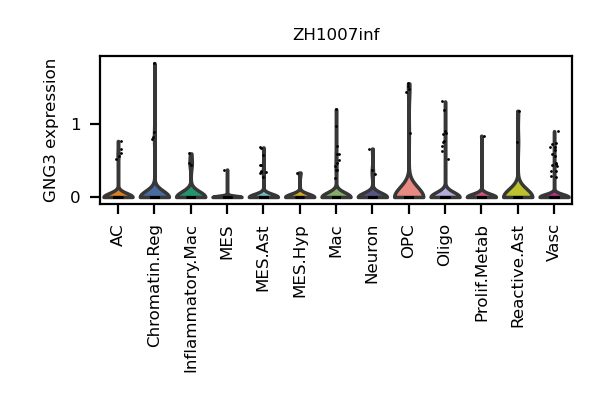 ZH1007inf
GNG3 expression
1
0
AC
Chromatin.Reg
Inflammatory.Mac
MES
MES.Ast
MES.Hyp
Mac
Neuron
OPC
Oligo
Prolif.Metab
Reactive.Ast
Vasc